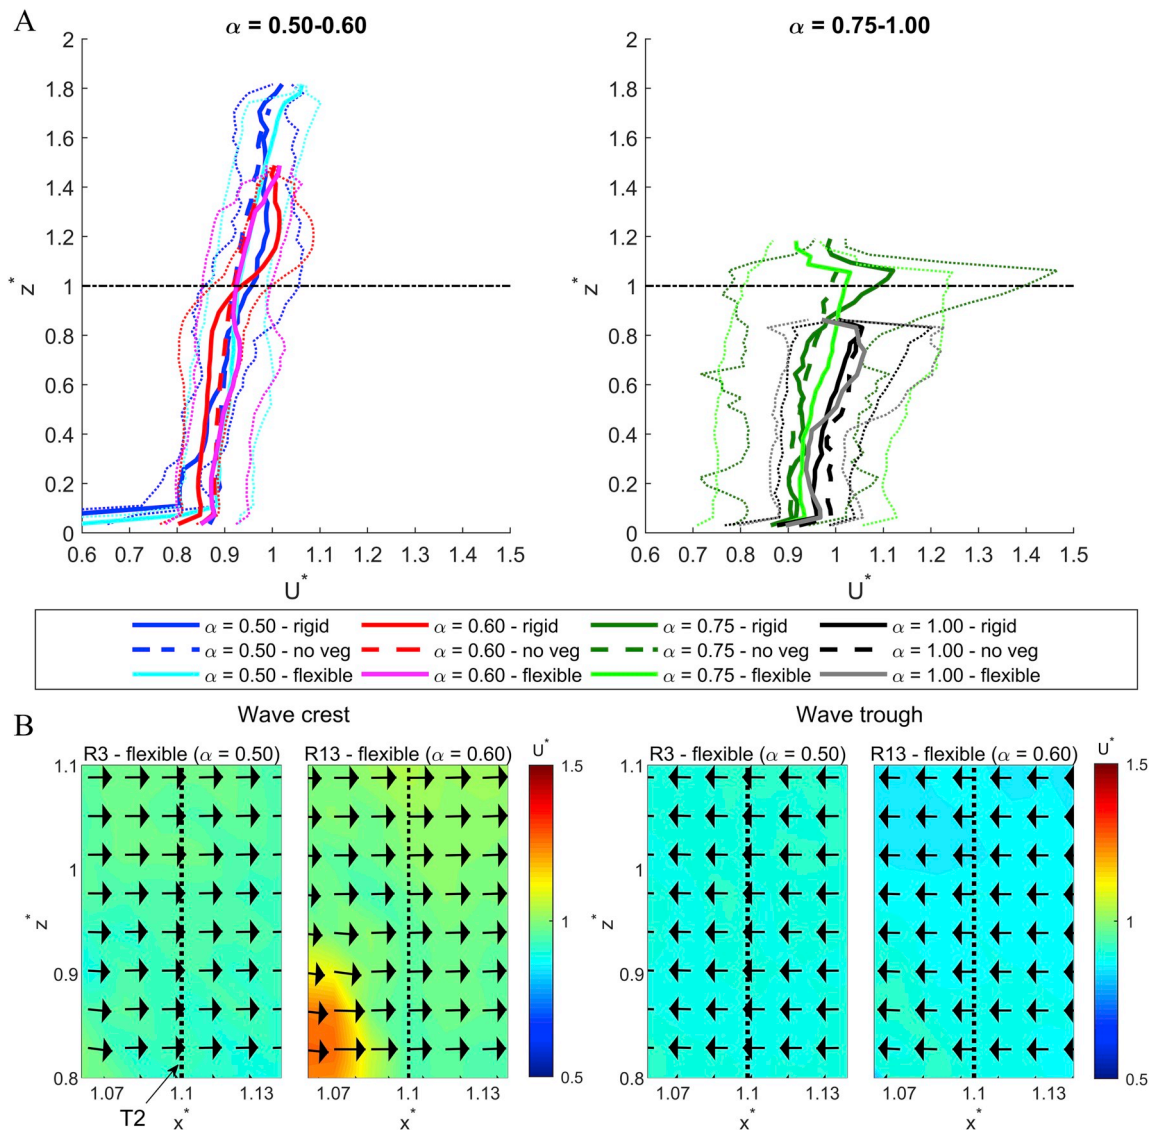 A
α = 0.50-0.60
α = 0.75-1.00
2
1.8
1.6
1.4
1.2
1
0.8
0.6
0.4
0.2
0
z*
0.6 0.7 0.8 0.9 1 1.1 1.2 1.3 1.4 1.5
U*
2
1.8
1.6
1.4
1.2
1
0.8
0.6
0.4
0.2
0
z*
0.6 0.7 0.8 0.9 1 1.1 1.2 1.3 1.4 1.5
U*
α = 0.50 - rigid α = 0.60 - rigid α = 0.75 - rigid α = 1.00 - rigid
α = 0.50 - no veg α = 0.60 - no veg α = 0.75 - no veg α = 1.00 - no veg
α = 0.50 - flexible α = 0.60 - flexible α = 0.75 - flexible α = 1.00 - flexible
B
Wave crest
Wave trough
R3 - flexible (α = 0.50)
R13 - flexible (α = 0.60)
U*
R3 - flexible (α = 0.50)
R13 - flexible (α = 0.60)
U*
1.1
1
0.9
0.8
z*
1.07 1.1 1.13
x*
T2
1.07 1.1 1.13
x*
1.5
1
0.5
1.1
1
0.9
0.8
z*
1.07 1.1 1.13
x*
1.07 1.1 1.13
x*
1.5
1
0.5